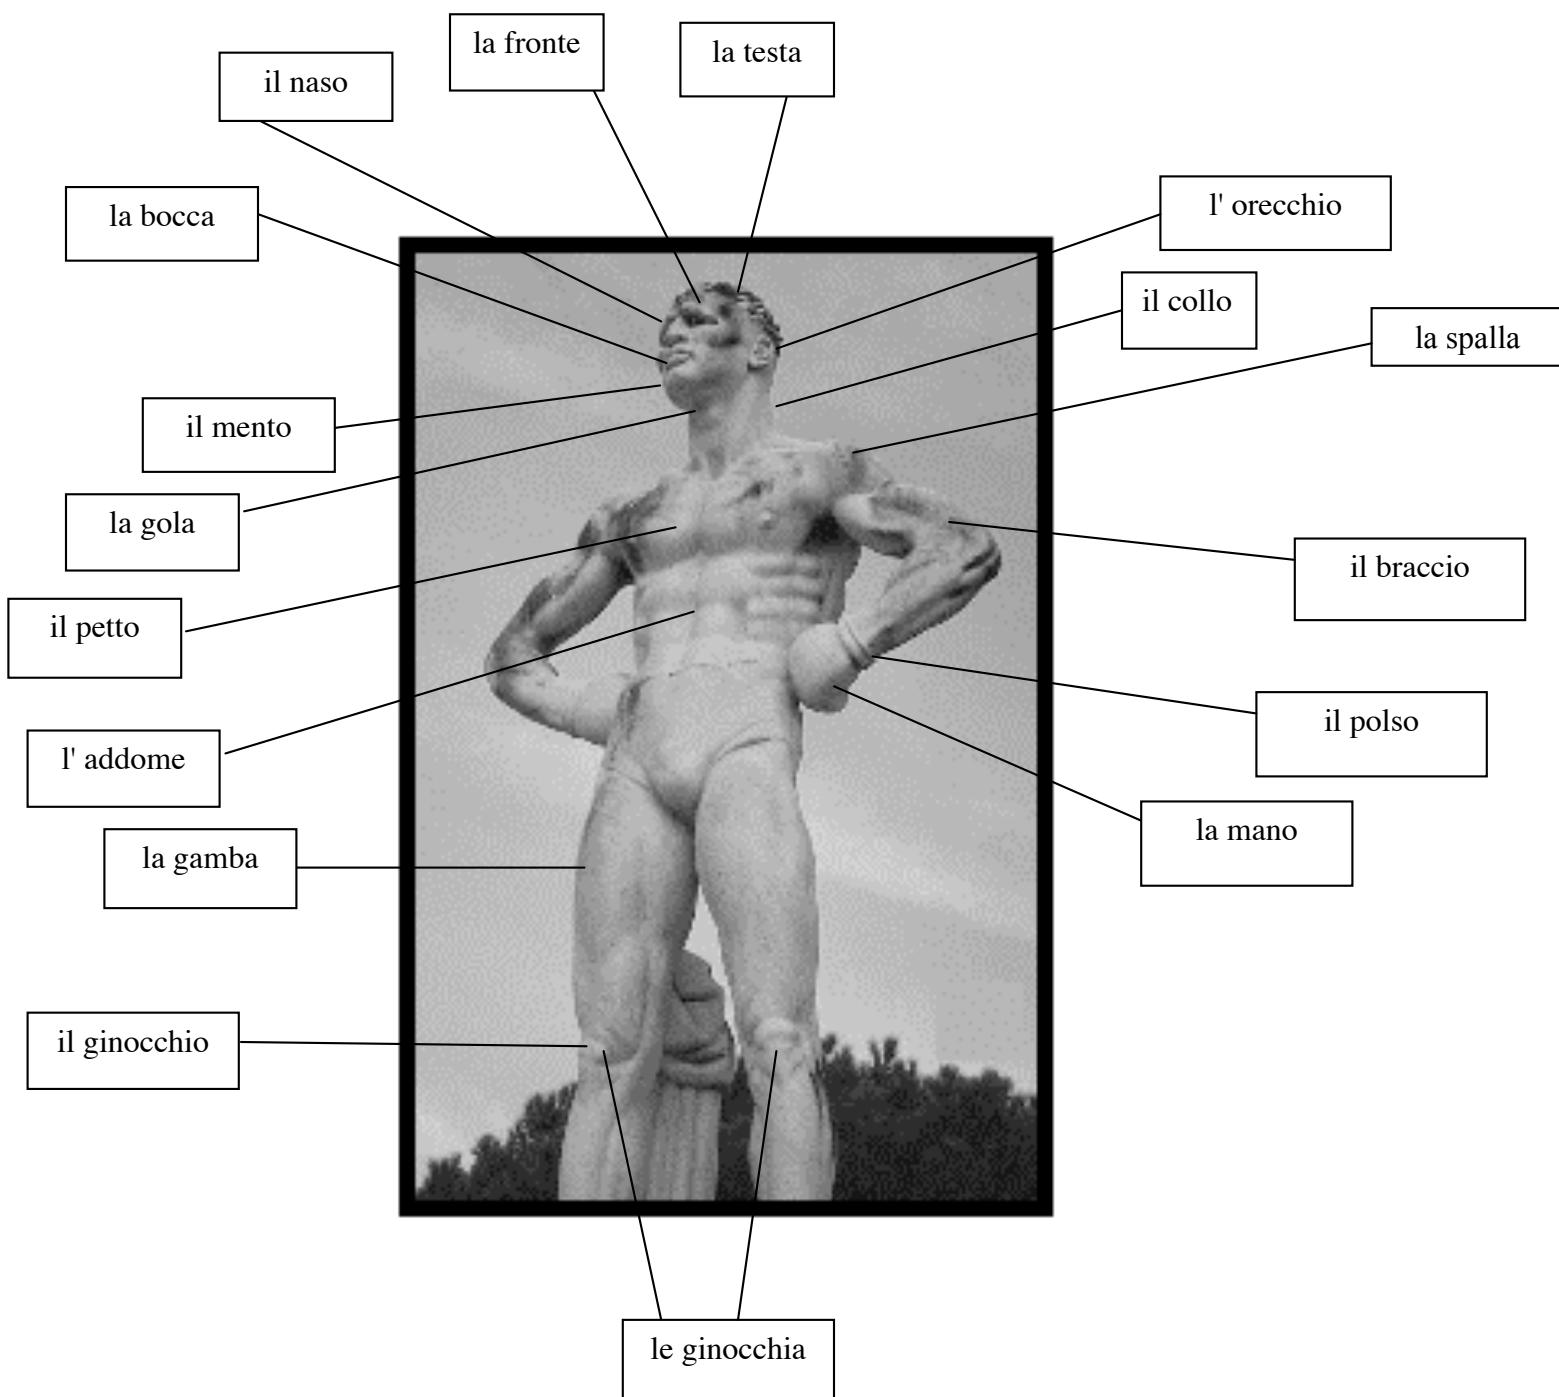 la fronte
la testa
il naso
l' orecchio
la bocca
il collo
la spalla
il mento
la gola
il braccio
il petto
il polso
l' addome
la mano
la gamba
il ginocchio
le ginocchia